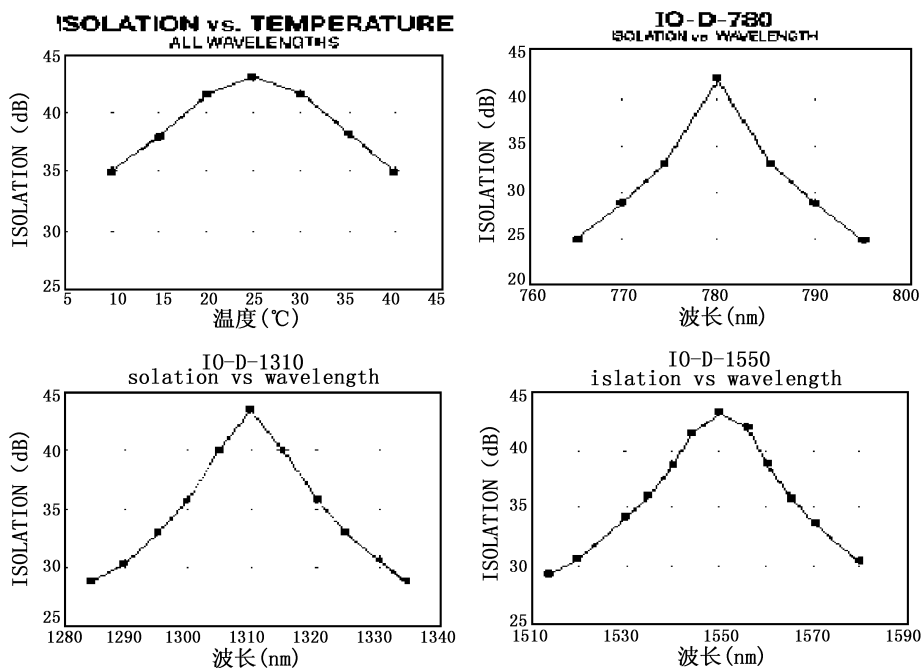 ISOLATION vs. TEMPERATURE
ALL WAVELENGTHS
ISOLATION (dB)
45
40
35
30
25
5 10 15 20 25 30 35 40 45
温度(℃)
IO-D-780
ISOLATION vs WAVELENGTH
ISOLATION (dB)
45
40
35
30
25
20
760 770 780 790 800
波长(nm)
IO-D-1310
solation vs wavelength
ISOLATION (dB)
45
40
35
30
25
1280 1290 1300 1310 1320 1330 1340
波长(nm)
IO-D-1550
islation vs wavelength
ISOLATION (dB)
45
40
35
30
25
1510 1530 1550 1570 1590
波长(nm)